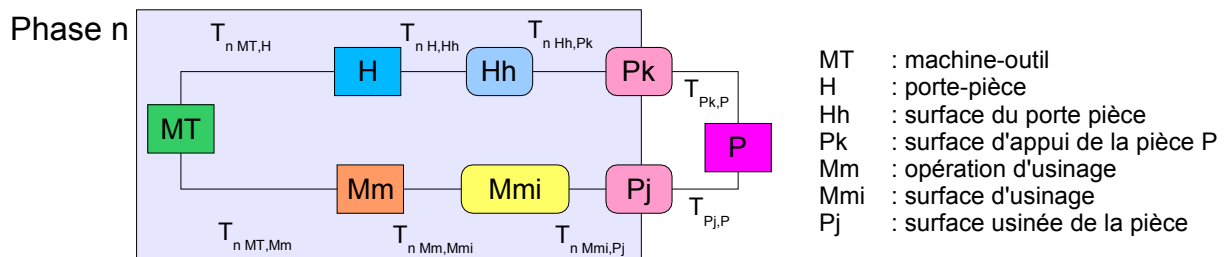 Phase n
T n MT,H
T n H,Hh
T n Hh,Pk
H
Hh
Pk
T Pk,P
MT
P
Mm
Mmi
Pj
T Pj,P
T n MT,Mm
T n Mm,Mmi
T n Mmi,Pj
MT : machine-outil
H : porte-pièce
Hh : surface du porte pièce
Pk : surface d'appui de la pièce P
Mm : opération d'usinage
Mmi : surface d'usinage
Pj : surface usinée de la pièce